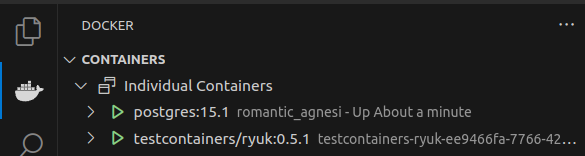 DOCKER
CONTAINERS
Individual Containers
postgres:15.1 romantic_agnesi - Up About a minute
testcontainers/ryuk:0.5.1 testcontainers-ryuk-ee9466fa-7766-42...